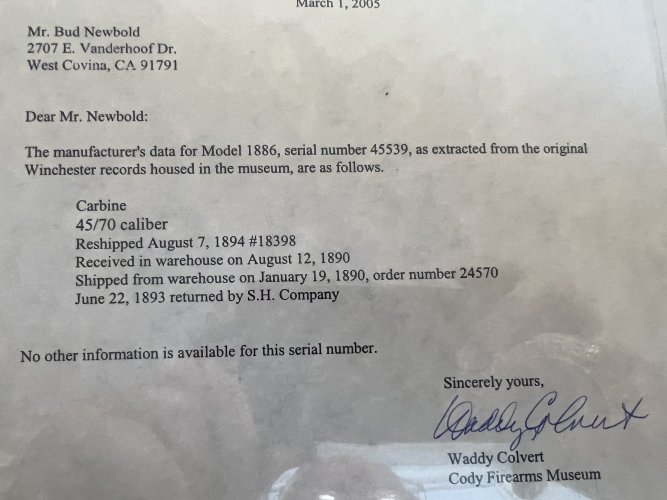 March 1, 2005
Mr. Bud Newbold
2707 E. Vanderhoof Dr.
West Covina, CA 91791
Dear Mr. Newbold:
The manufacturer's data for Model 1886, serial number 45539, as extracted from the original
Winchester records housed in the museum, are as follows.
Carbine
45/70 caliber
Reshipped August 7, 1894 #18398
Received in warehouse on August 12, 1890
Shipped from warehouse on January 19, 1890, order number 24570
June 22, 1893 returned by S.H. Company
No other information is available for this serial number.
Sincerely yours,
Waddy Colvert
Waddy Colvert
Cody Firearms Museum